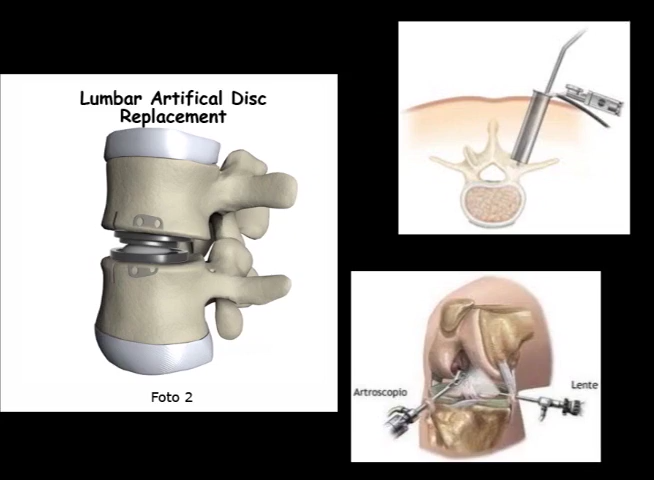 Lumbar Artifical Disc
Replacement
Foto 2
Artroscopio
Lente